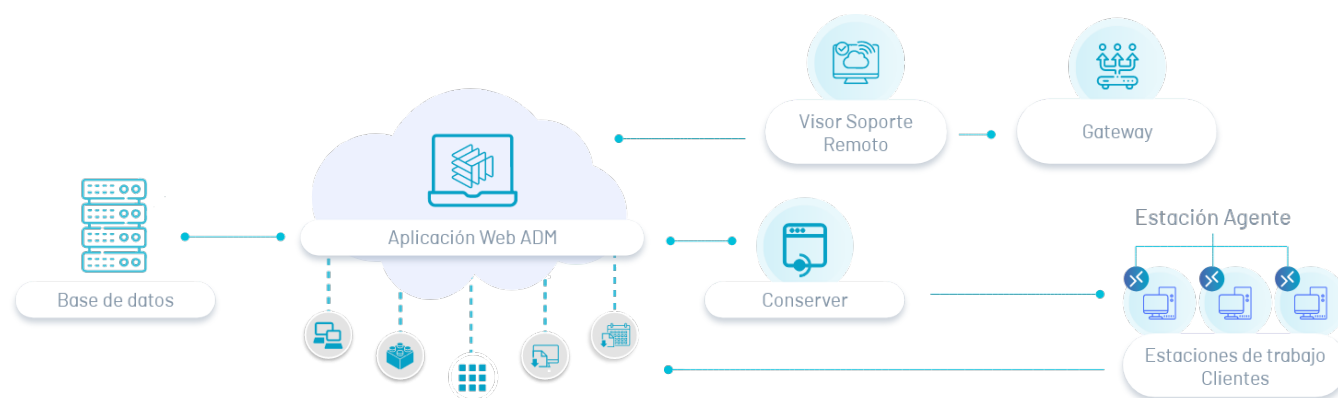 Visor Soporte
Remoto
Gateway
Estación Agente
Aplicación Web ADM
Base de datos
Conserver
Estaciones de trabajo
Clientes